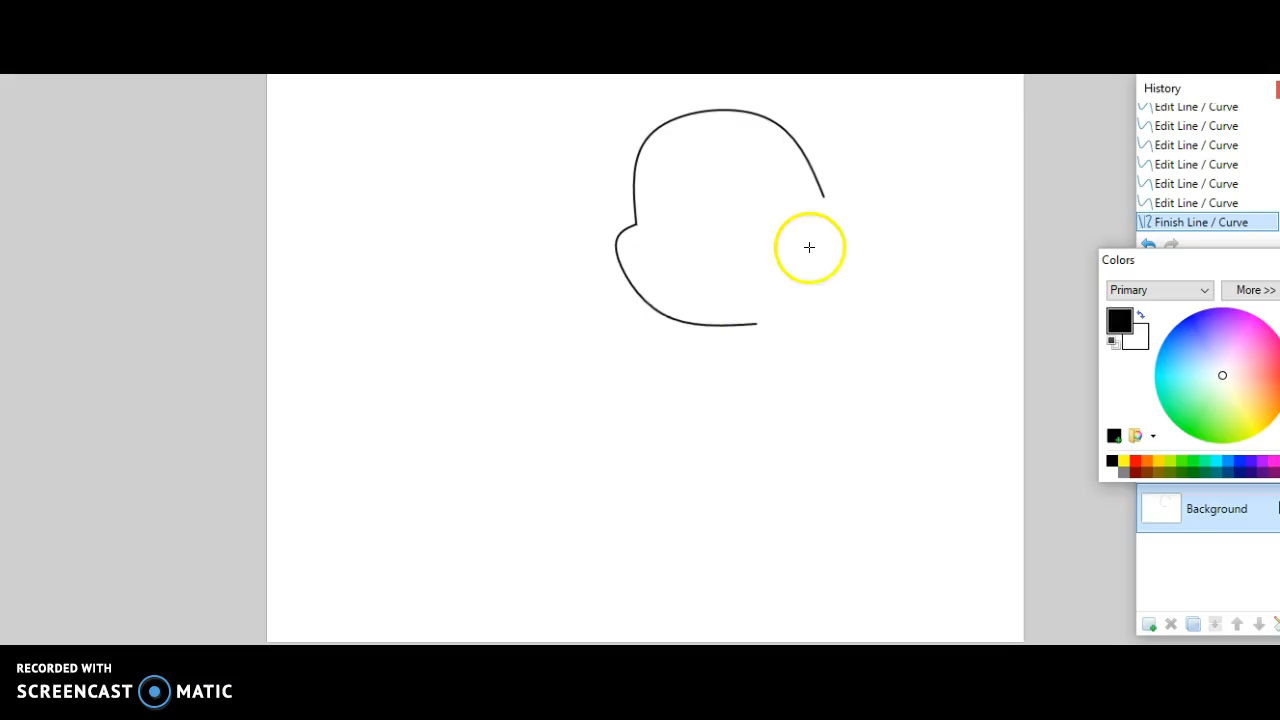 History
Edit Line / Curve
Edit Line / Curve
Edit Line / Curve
Edit Line / Curve
Edit Line / Curve
Edit Line / Curve
Finish Line / Curve
Colors
Primary
More >>
Background
RECORDED WITH
SCREENCAST MATIC